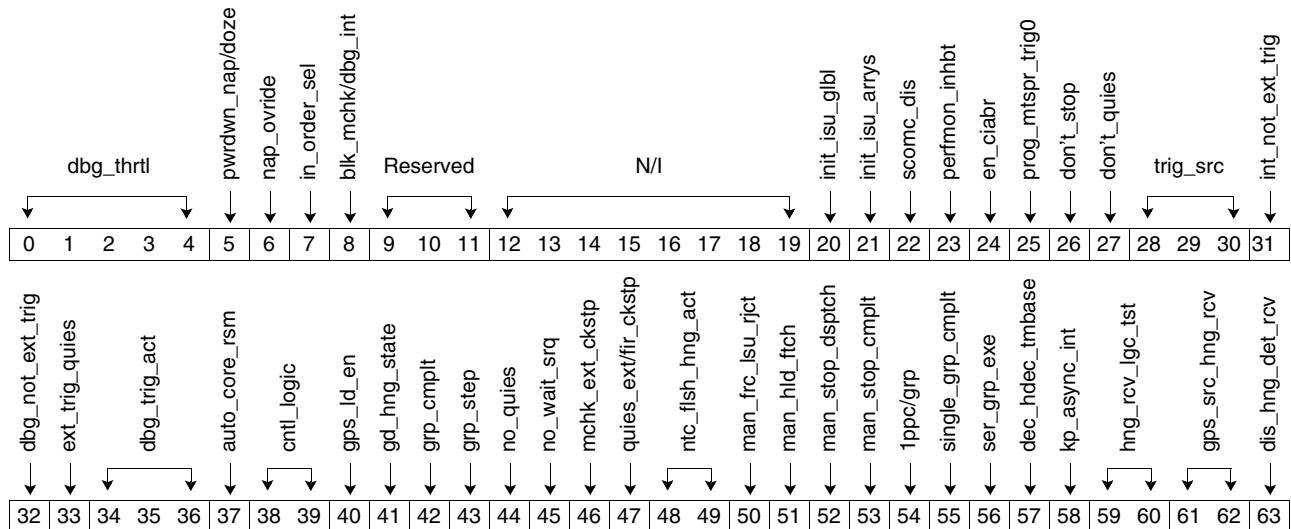 dbg_thrtl
pwrdwn_nap/doze
nap_ovride
in_order_sel
blk_mchk/dbg_int
Reserved
N/I
init_isu_glbl
init_isu_arrys
scomc_dis
perfmon_inhbt
en_ciabr
prog_mtspr_trig0
don't_stop
don't_quies
trig_src
int_not_ext_trig
0 1 2 3 4 5 6 7 8 9 10 11 12 13 14 15 16 17 18 19 20 21 22 23 24 25 26 27 28 29 30 31
dbg_not_ext_trig
ext_trig_quies
dbg_trig_act
auto_core_rsm
cntl_logic
gps_ld_en
gd_hng_state
grp_cmplt
grp_step
no_quies
no_wait_srq
mchk_ext_ckstp
quies_ext/fir_ckstp
ntc_flsh_hng_act
man_frc_lsu_rjct
man_hld_ftch
man_stop_dsptch
man_stop_cmplt
1ppc/grp
single_grp_cmplt
ser_grp_exe
dec_hdec_tmbase
kp_async_int
hng_rcv_lgc_tst
gps_src_hng_rcv
dis_hng_det_rcv
32 33 34 35 36 37 38 39 40 41 42 43 44 45 46 47 48 49 50 51 52 53 54 55 56 57 58 59 60 61 62 63